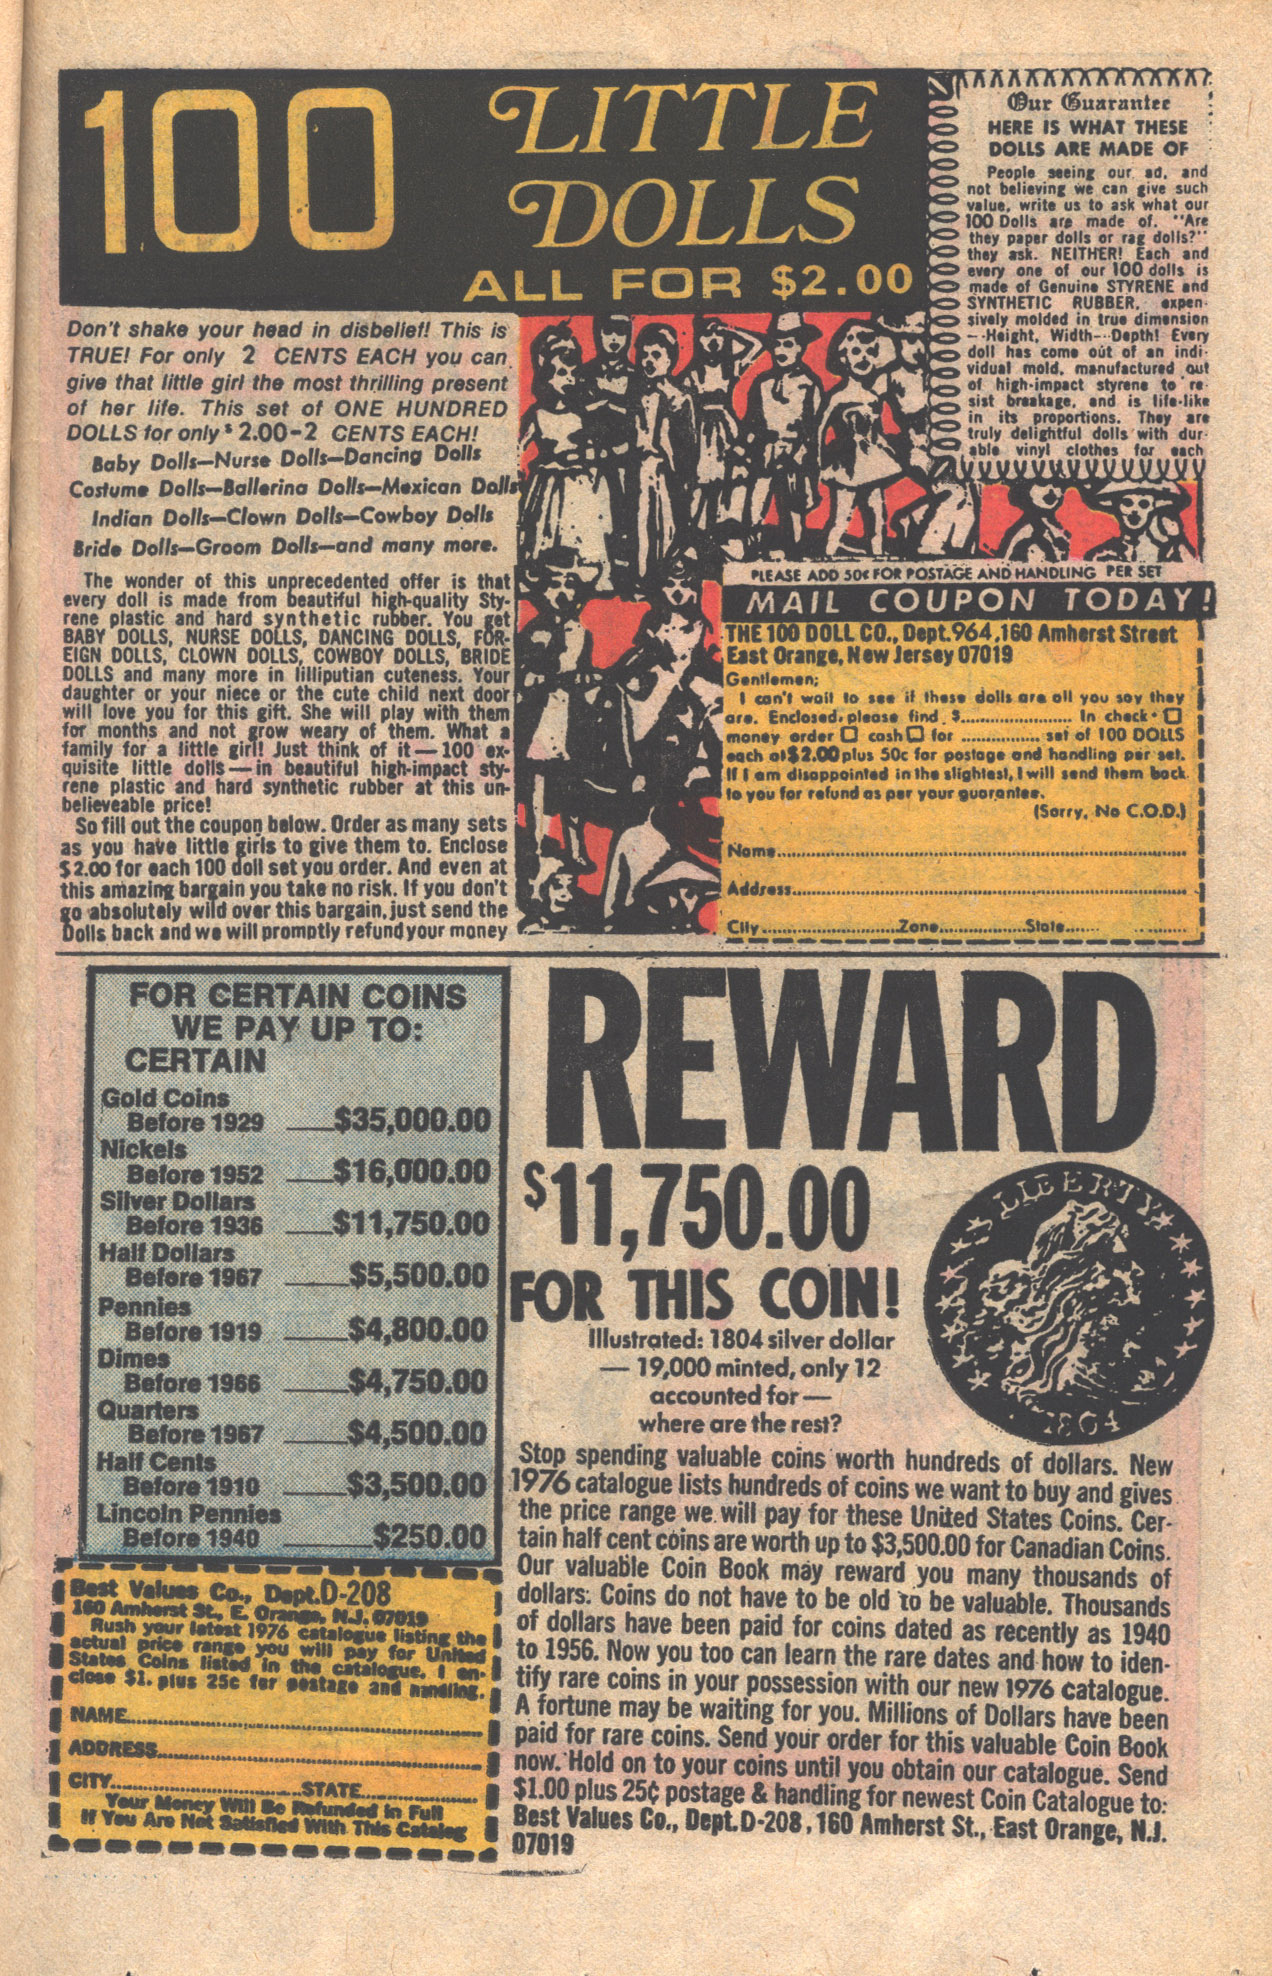 100 LITTLE
DOLLS
ALL FOR $2.00
Don't shake your head in disbelief! This is
TRUE! For only 2 CENTS EACH you can
give that little girl the most thrilling present
of her life. This set of ONE HUNDRED
DOLLS for only $2.00-2 CENTS EACH!
Baby Dolls—Nurse Dolls—Dancing Dolls
Costume Dolls—Ballerina Dolls—Mexican Dolls
Indian Dolls—Clown Dolls—Cowboy Dolls
Bride Dolls—Groom Dolls—and many more.
The wonder of this unprecedented offer is that
every doll is made from beautiful high-quality Sty-
rene plastic and hard synthetic rubber. You get
BABY DOLLS, NURSE DOLLS, DANCING DOLLS, FOR-
EIGN DOLLS, CLOWN DOLLS, COWBOY DOLLS, BRIDE
DOLLS and many more in lilliputian cuteness. Your
daughter or your niece or the cute child next door
will love you for this gift. She will play with them
for months and not grow weary of them. What a
family for a little girl! Just think of it — 100 ex-
quisite little dolls — in beautiful high-impact sty-
rene plastic and hard synthetic rubber at this un-
believeable price!
So fill out the coupon below. Order as many sets
as you have little girls to give them to. Enclose
$2.00 for each 100 doll set you order. And even at
this amazing bargain you take no risk. If you don't
go absolutely wild over this bargain, just send the
Dolls back and we will promptly refund your money
Our Guarantee
HERE IS WHAT THESE
DOLLS ARE MADE OF
People seeing our ad, and
not believing we can give such
value, write us to ask what our
100 Dolls are made of. "Are
they paper dolls or rag dolls?"
they ask. NEITHER! Each and
every one of our 100 dolls is
made of Genuine STYRENE and
SYNTHETIC RUBBER, expen-
sively molded in true dimension
--Height, Width--Depth! Every
doll has come out of an indi-
vidual mold, manufactured out
of high-impact styrene to re-
sist breakage, and is life-like
in its proportions. They are
truly delightful dolls with dur-
able vinyl clothes for each
PLEASE ADD 50¢ FOR POSTAGE AND HANDLING PER SET
MAIL COUPON TODAY!
THE 100 DOLL CO., Dept. 964, 160 Amherst Street
East Orange, New Jersey 07019
Gentlemen;
I can't wait to see if these dolls are all you say they
are. Enclosed, please find $.................... In check □
money order □ cash □ for .............. set of 100 DOLLS
each at $2.00 plus 50c for postage and handling per set.
If I am disappointed in the slightest, I will send them back
to you for refund as per your guarantee.
(Sorry, No C.O.D.)
Name
Address
City Zone State
FOR CERTAIN COINS
WE PAY UP TO:
CERTAIN
Gold Coins
Before 1929 $35,000.00
Nickels
Before 1952 $16,000.00
Silver Dollars
Before 1936 $11,750.00
Half Dollars
Before 1967 $5,500.00
Pennies
Before 1919 $4,800.00
Dimes
Before 1966 $4,750.00
Quarters
Before 1967 $4,500.00
Half Cents
Before 1910 $3,500.00
Lincoln Pennies
Before 1940 $250.00
Best Values Co., Dept. D-208
160 Amherst St., E. Orange, N.J. 07019
Rush your latest 1976 catalogue listing the
actual price range you will pay for United
States Coins listed in the catalogue. I en-
close $1. plus 25c for postage and handling.
NAME
ADDRESS
CITY STATE
Your Money Will Be Refunded in Full
If You Are Not Satisfied With This Catalog
REWARD
$11,750.00
FOR THIS COIN!
LIBERTY
1804
Illustrated: 1804 silver dollar
— 19,000 minted, only 12
accounted for —
where are the rest?
Stop spending valuable coins worth hundreds of dollars. New
1976 catalogue lists hundreds of coins we want to buy and gives
the price range we will pay for these United States Coins. Cer-
tain half cent coins are worth up to $3,500.00 for Canadian Coins.
Our valuable Coin Book may reward you many thousands of
dollars: Coins do not have to be old to be valuable. Thousands
of dollars have been paid for coins dated as recently as 1940
to 1956. Now you too can learn the rare dates and how to iden-
tify rare coins in your possession with our new 1976 catalogue.
A fortune may be waiting for you. Millions of Dollars have been
paid for rare coins. Send your order for this valuable Coin Book
now. Hold on to your coins until you obtain our catalogue. Send
$1.00 plus 25¢ postage & handling for newest Coin Catalogue to:
Best Values Co., Dept. D-208, 160 Amherst St., East Orange, N.J.
07019